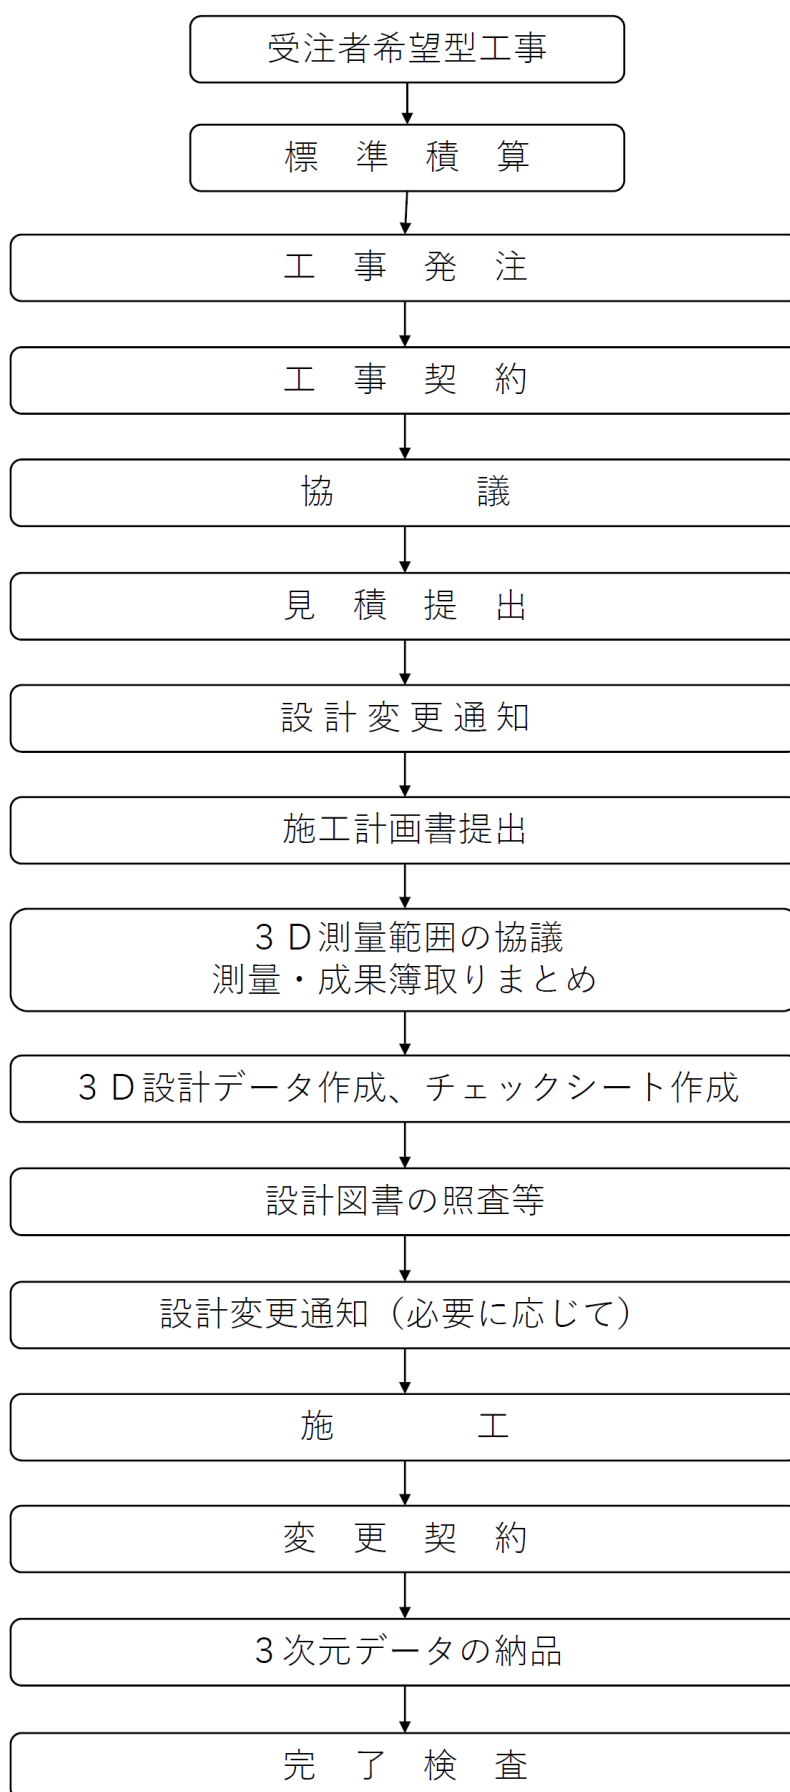 受注者希望型工事
標　準　積　算
工　事　発　注
工　事　契　約
協　　　　議
見　積　提　出
設計変更通知
施工計画書提出
３Ｄ測量範囲の協議
測量・成果簿取りまとめ
３Ｄ設計データ作成、チェックシート作成
設計図書の照査等
設計変更通知（必要に応じて）
施　　　　工
変　更　契　約
３次元データの納品
完　了　検　査